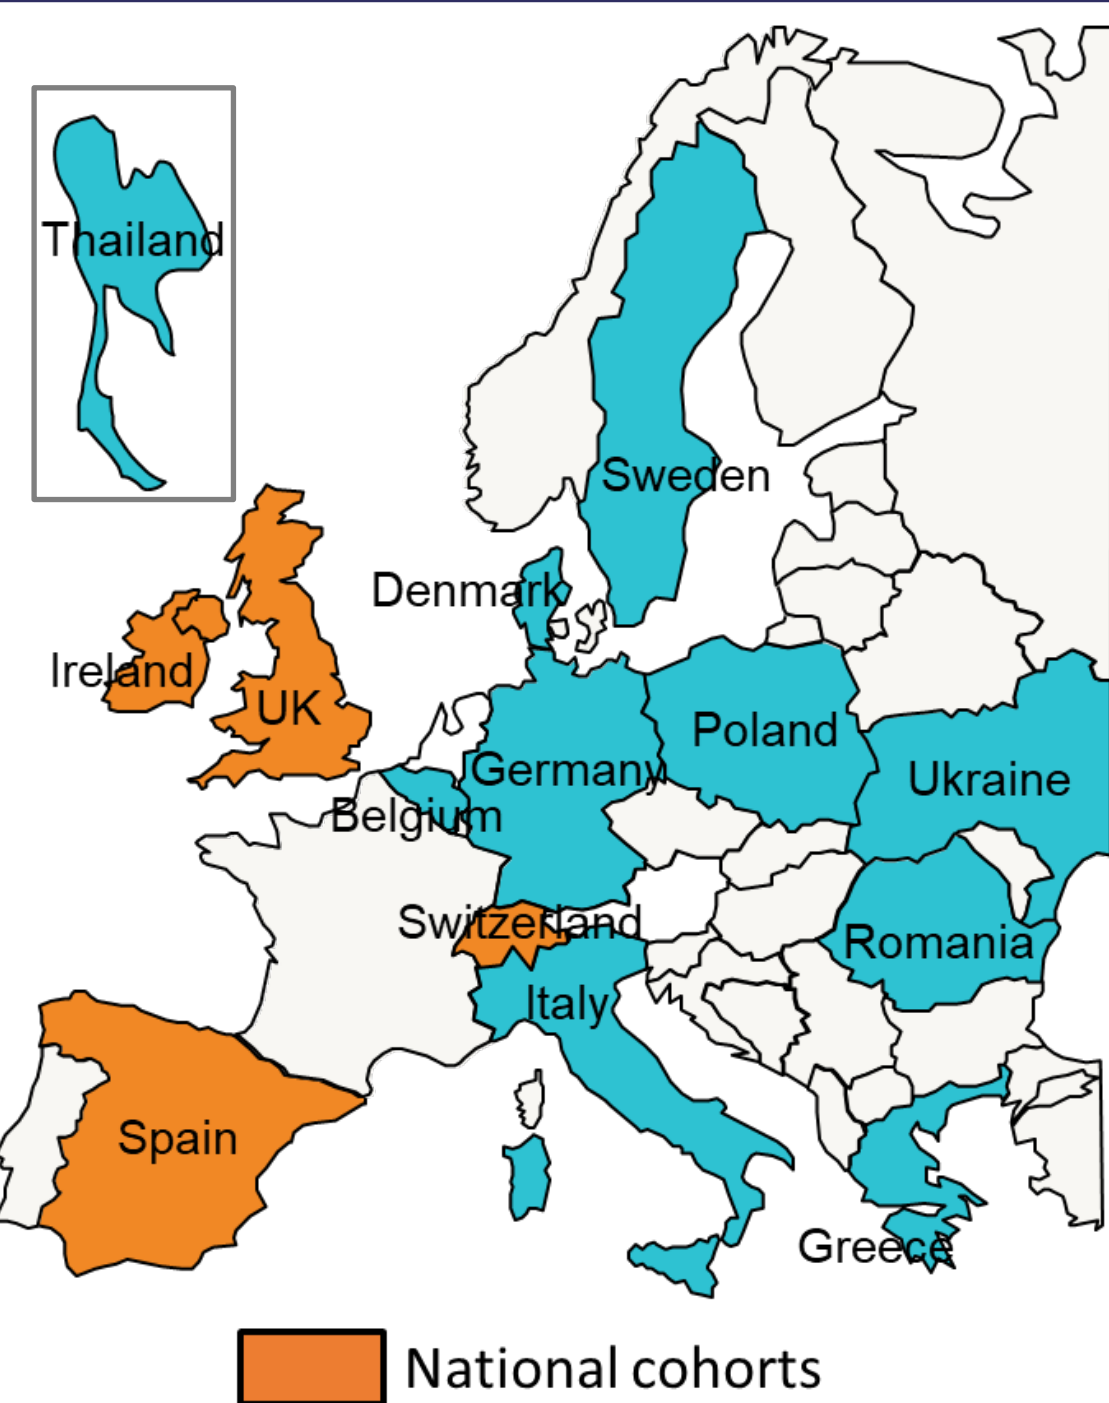 Thailand
Sweden
Denmark
Ireland
UK
Poland
Germany
Ukraine
Belgium
Switzerland
Romania
Italy
Spain
Greece
National cohorts